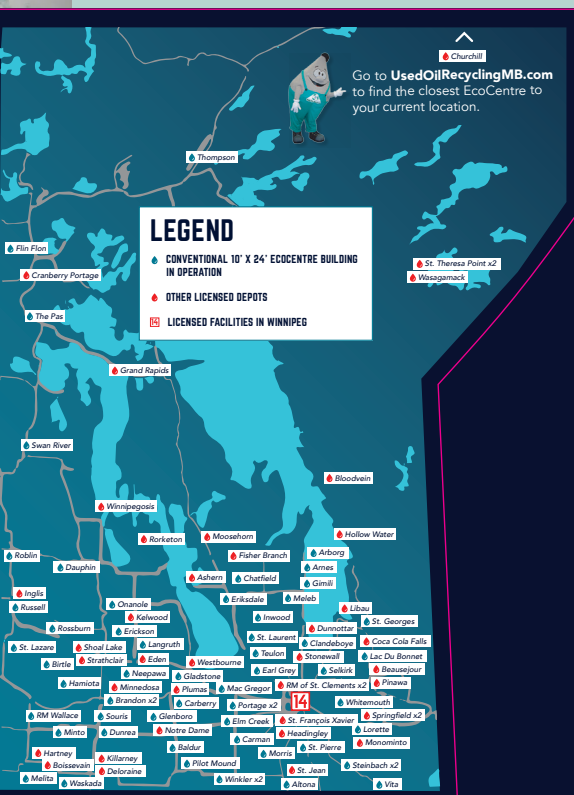 Churchill
Go to UsedOilRecyclingMB.com
to find the closest EcoCentre to
your current location.
Thompson
LEGEND
CONVENTIONAL 10' X 24' ECOCENTRE BUILDING
IN OPERATION
OTHER LICENSED DEPOTS
14 LICENSED FACILITIES IN WINNIPEG
Flin Flon
Cranberry Portage
St. Theresa Point x2
Wasagamack
The Pas
Grand Rapids
Swan River
Bloodvein
Winnipegosis
Rorketon
Moosehorn
Hollow Water
Roblin
Fisher Branch
Arborg
Dauphin
Arnes
Ashern
Chatfield
Gimili
Inglis
Eriksdale
Meleb
Russell
Onanole
Libau
Kelwood
Inwood
St. Georges
Rossburn
Erickson
Dunnottar
St. Laurent
St. Lazare
Shoal Lake
Langruth
Clandeboye
Coca Cola Falls
Birtle
Strathclair
Eden
Westbourne
Teulon
Stonewall
Lac Du Bonnet
Neepawa
Gladstone
Earl Grey
Selkirk
Beausejour
Hamiota
Minnedosa
Plumas
Mac Gregor
RM of St. Clements x2
Pinawa
Brandon x2
Carberry
Portage x2
14
Whitemouth
RM Wallace
Souris
Glenboro
Elm Creek
St. François Xavier
Springfield x2
Minto
Dunrea
Notre Dame
Headingley
Lorette
Carman
Monominto
Hartney
Baldur
Morris
St. Pierre
Boissevain
Killarney
Pilot Mound
Steinbach x2
Deloraine
St. Jean
Melita
Waskada
Winkler x2
Altona
Vita